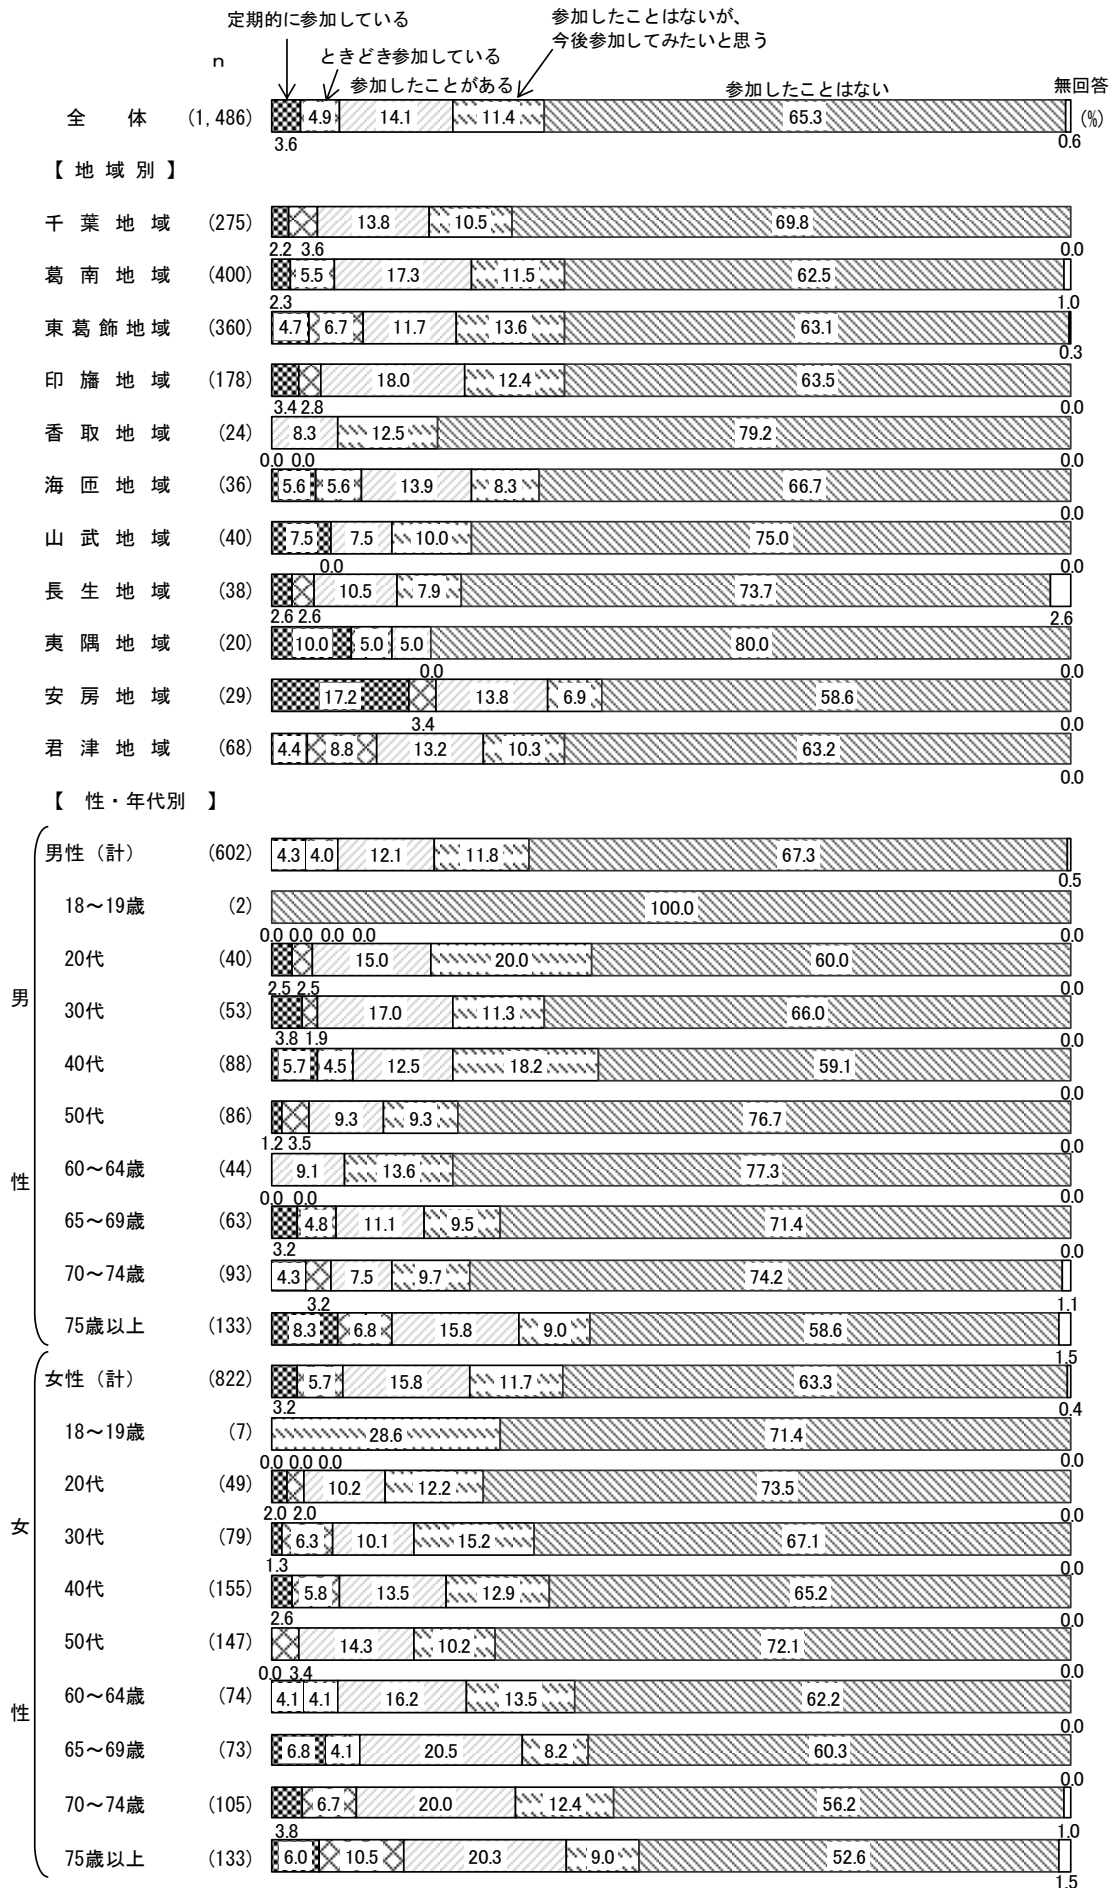 定期的に参加している
参加したことはないが、
今後参加してみたいと思う
ときどき参加している
n
参加したことがある
参加したことはない
無回答
全体 (1,486) 4.9 14.1 11.4 65.3 (%)
3.6 0.6
【地域別】
千葉地域 (275) 13.8 10.5 69.8
2.2 3.6 0.0
葛南地域 (400) 5.5 17.3 11.5 62.5
2.3 1.0
東葛飾地域 (360) 4.7 6.7 11.7 13.6 63.1
0.3
印旛地域 (178) 18.0 12.4 63.5
3.4 2.8 0.0
香取地域 (24) 8.3 12.5 79.2
0.0 0.0 0.0
海匝地域 (36) 5.6 5.6 13.9 8.3 66.7
0.0
山武地域 (40) 7.5 7.5 10.0 75.0
0.0 0.0
長生地域 (38) 10.5 7.9 73.7
2.6 2.6 2.6
夷隅地域 (20) 10.0 5.0 5.0 80.0
0.0 0.0
安房地域 (29) 17.2 13.8 6.9 58.6
3.4 0.0
君津地域 (68) 4.4 8.8 13.2 10.3 63.2
0.0
【 性・年代別 】
男性
男性（計） (602) 4.3 4.0 12.1 11.8 67.3
0.5
18～19歳 (2) 100.0
0.0 0.0 0.0 0.0 0.0
20代 (40) 15.0 20.0 60.0
2.5 2.5 0.0
30代 (53) 17.0 11.3 66.0
3.8 1.9 0.0
40代 (88) 5.7 4.5 12.5 18.2 59.1
0.0
50代 (86) 9.3 9.3 76.7
1.2 3.5 0.0
60～64歳 (44) 9.1 13.6 77.3
0.0 0.0 0.0
65～69歳 (63) 4.8 11.1 9.5 71.4
3.2 0.0
70～74歳 (93) 4.3 7.5 9.7 74.2
3.2 1.1
75歳以上 (133) 8.3 6.8 15.8 9.0 58.6
1.5
女性
女性（計） (822) 5.7 15.8 11.7 63.3
3.2 0.4
18～19歳 (7) 28.6 71.4
0.0 0.0 0.0 0.0
20代 (49) 10.2 12.2 73.5
2.0 2.0 0.0
30代 (79) 6.3 10.1 15.2 67.1
1.3 0.0
40代 (155) 5.8 13.5 12.9 65.2
2.6 0.0
50代 (147) 14.3 10.2 72.1
0.0 3.4 0.0
60～64歳 (74) 4.1 4.1 16.2 13.5 62.2
0.0
65～69歳 (73) 6.8 4.1 20.5 8.2 60.3
0.0
70～74歳 (105) 6.7 20.0 12.4 56.2
3.8 1.0
75歳以上 (133) 6.0 10.5 20.3 9.0 52.6
1.5